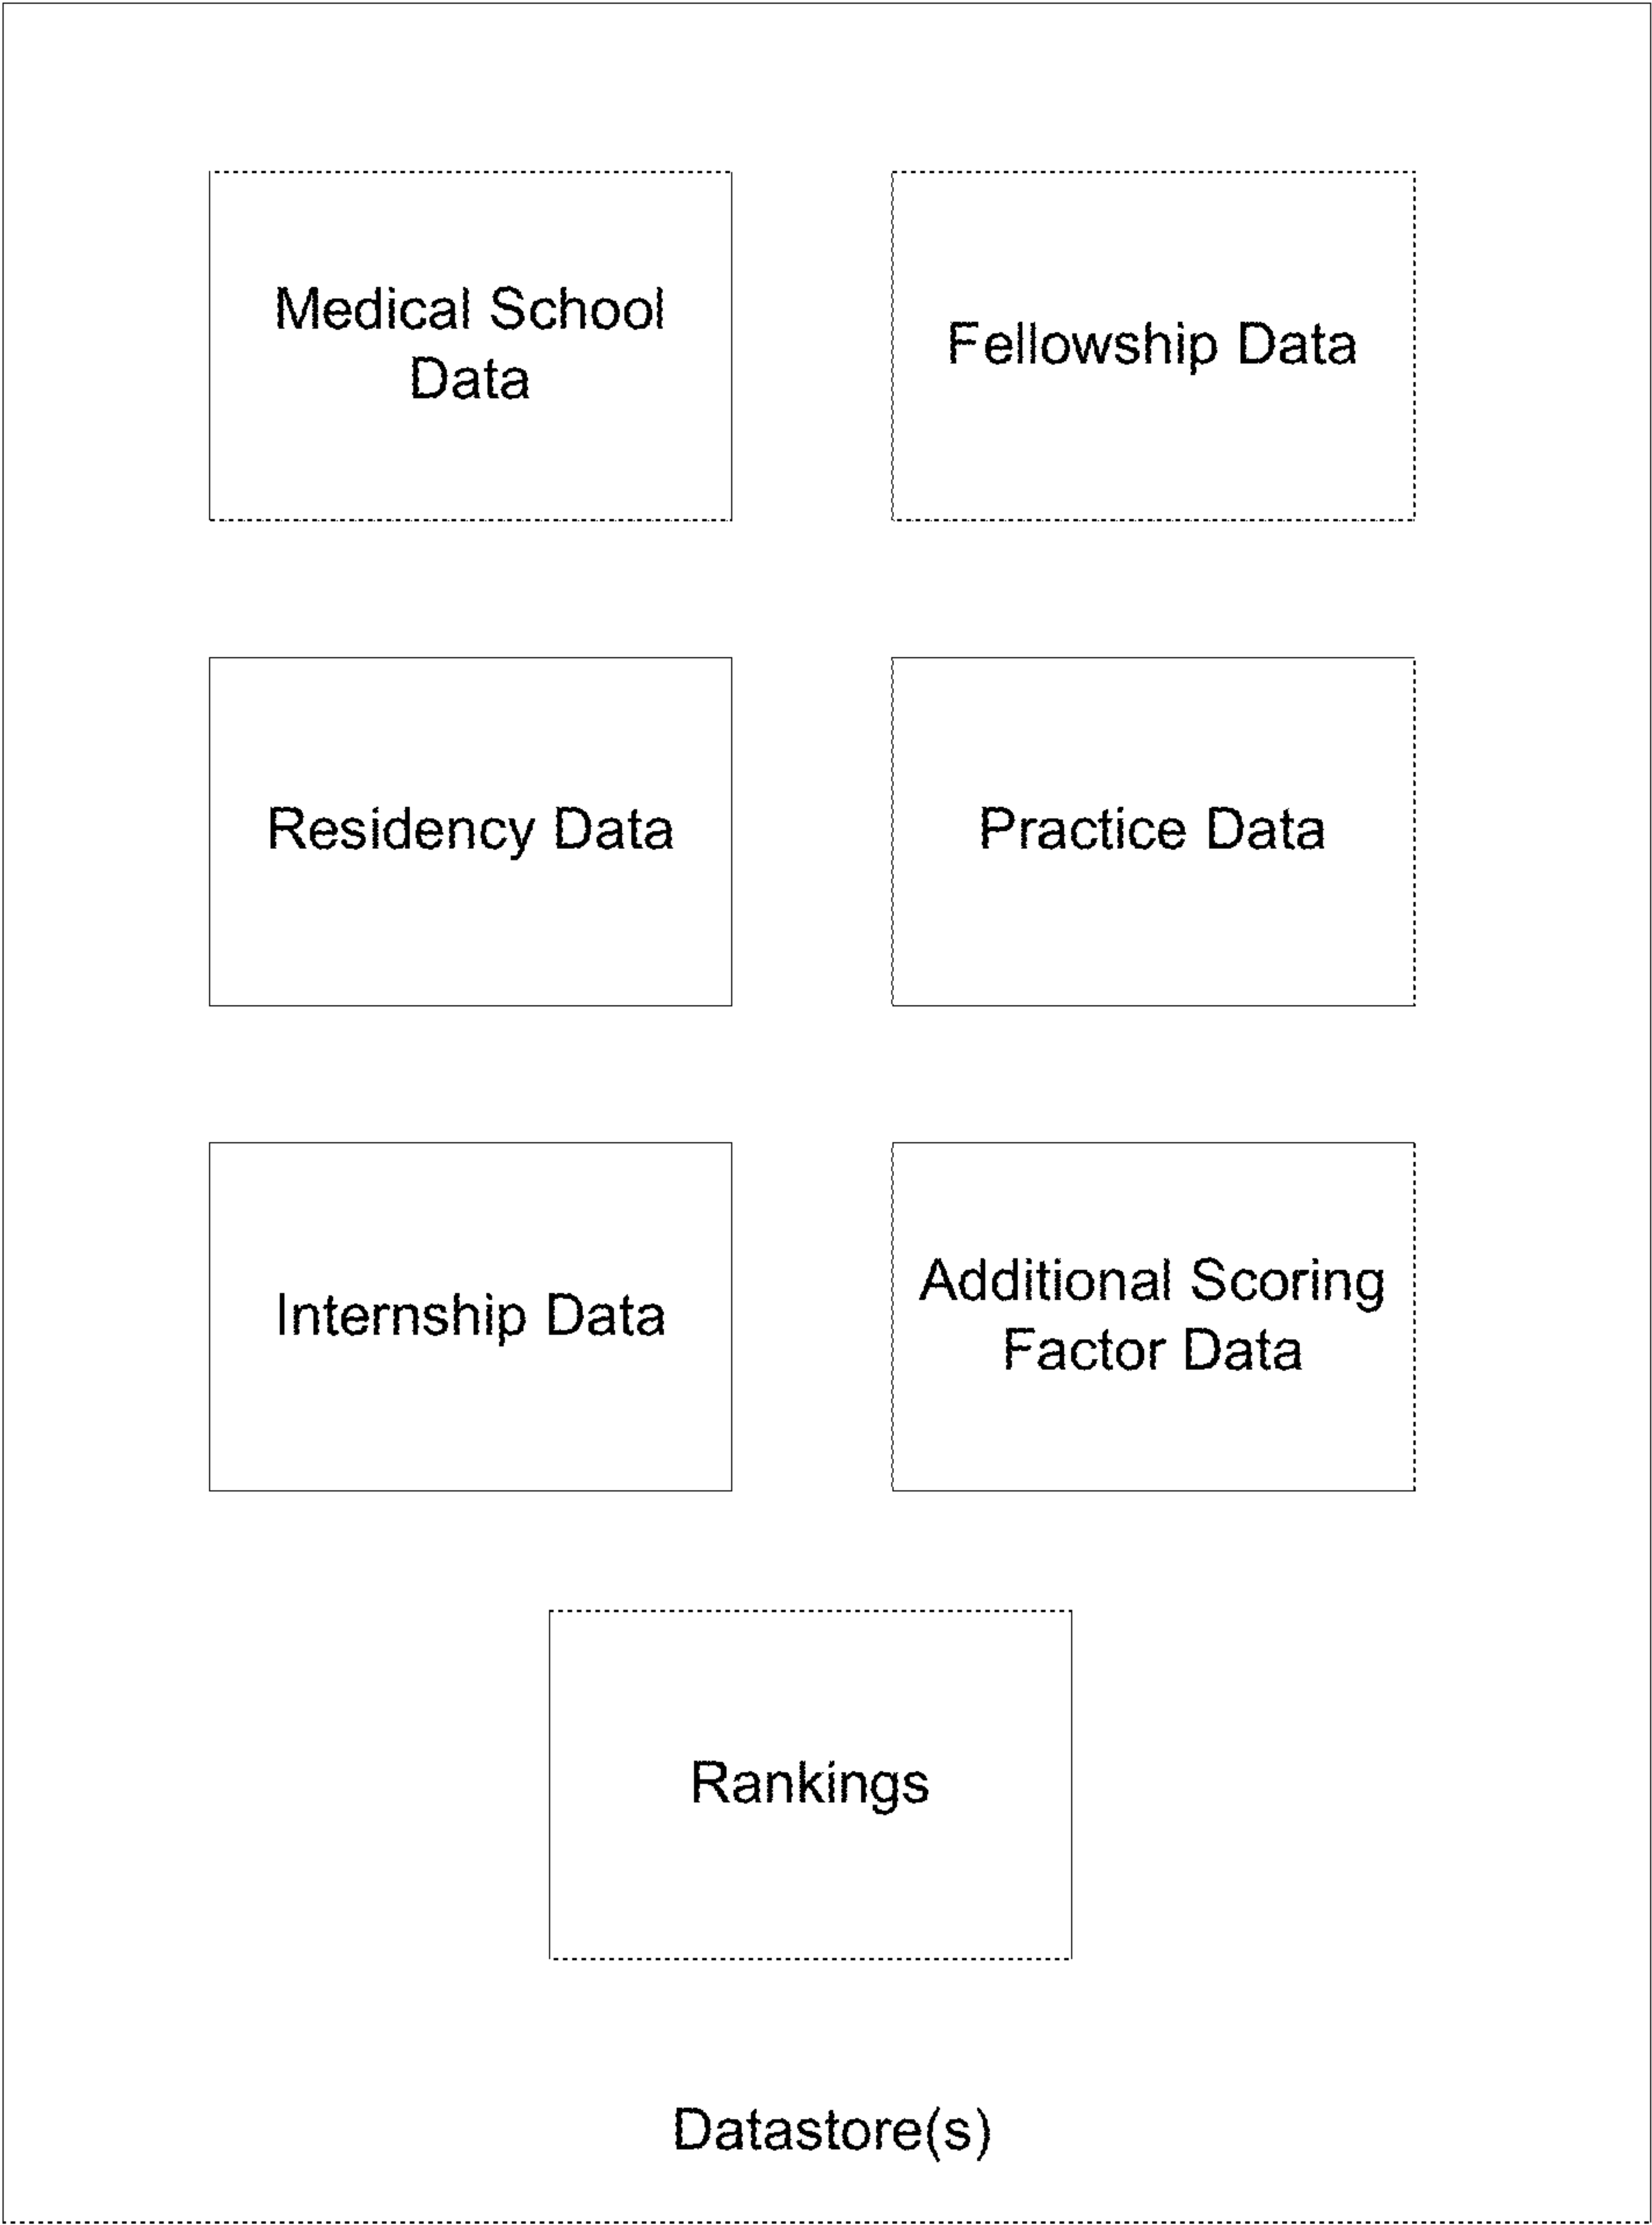 Medical School
Data
Fellowship Data
Residency Data
Practice Data
Internship Data
Additional Scoring
Factor Data
Rankings
Datastore(s)